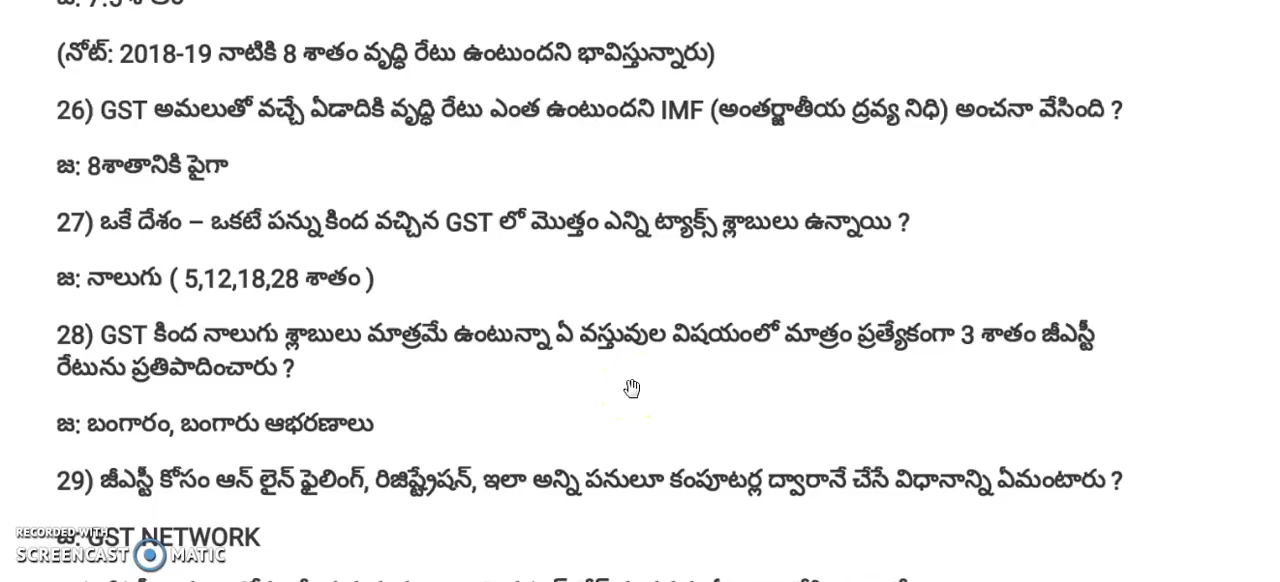 (నోట్: 2018-19 నాటికి 8 శాతం వృద్ధి రేటు ఉంటుందని భావిస్తున్నారు)
26) GST అమలుతో వచ్చే ఏడాదికి వృద్ధి రేటు ఎంత ఉంటుందని IMF (అంతర్జాతీయ ద్రవ్య నిధి) అంచనా వేసింది ?
జ: 8శాతానికి పైగా
27) ఒకే దేశం – ఒకటే పన్ను కింద వచ్చిన GST లో మొత్తం ఎన్ని ట్యాక్స్ శ్లాబులు ఉన్నాయి ?
జ: నాలుగు ( 5,12,18,28 శాతం )
28) GST కింద నాలుగు శ్లాబులు మాత్రమే ఉంటున్నా ఏ వస్తువుల విషయంలో మాత్రం ప్రత్యేకంగా 3 శాతం జీఎస్టీ
రేటును ప్రతిపాదించారు ?
జ: బంగారం, బంగారు ఆభరణాలు
29) జీఎస్టీ కోసం ఆన్ లైన్ ఫైలింగ్, రిజిస్ట్రేషన్, ఇలా అన్ని పనులూ కంపూటర్ల ద్వారానే చేసే విధానాన్ని ఏమంటారు ?
జ: GST NETWORK
RECORDED WITH
SCREENCAST MATIC